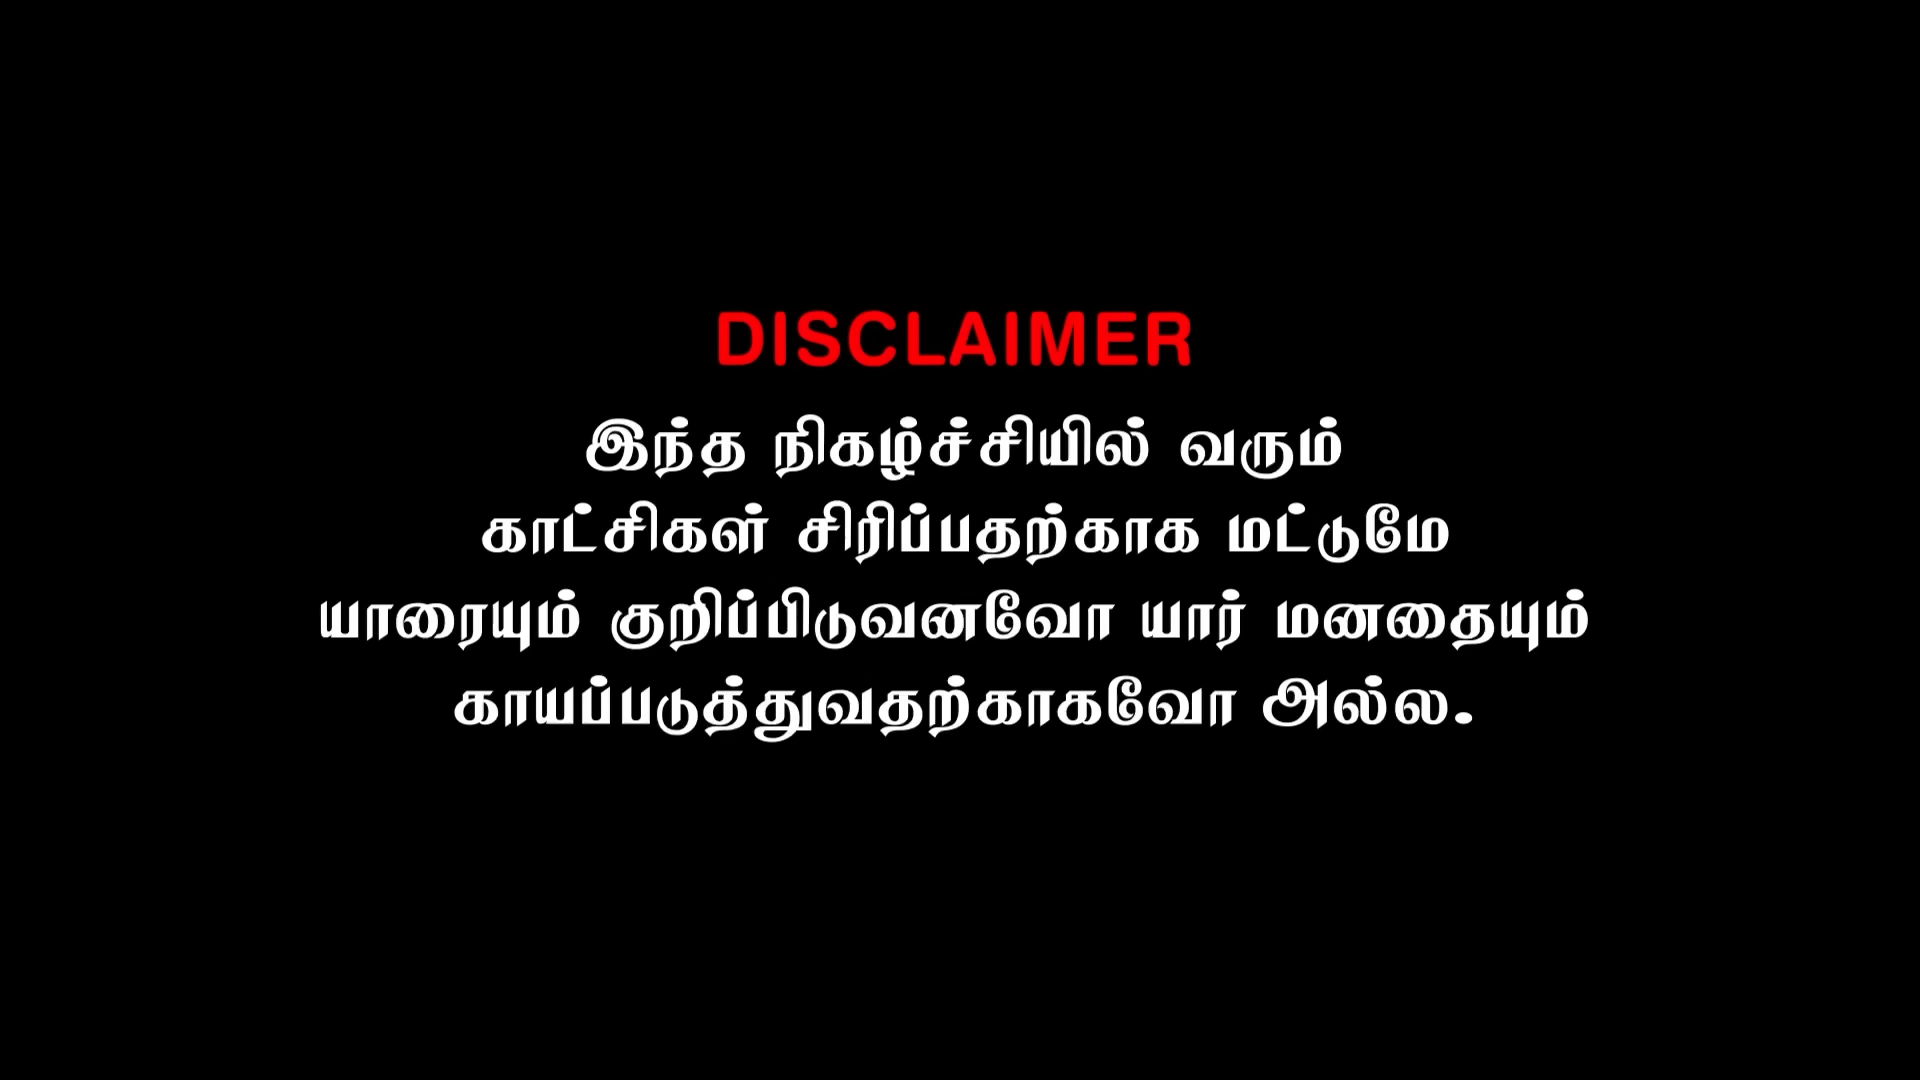 DISCLAIMER
இந்த நிகழ்ச்சியில் வரும்
காட்சிகள் சிரிப்பதற்காக மட்டுமே
யாரையும் குறிப்பிடுவனவோ யார் மனதையும்
காயப்படுத்துவதற்காகவோ அல்ல.